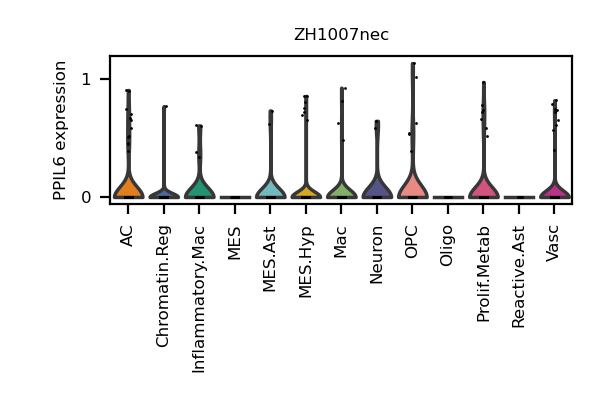 ZH1007nec
PPIL6 expression
1
0
AC
Chromatin.Reg
Inflammatory.Mac
MES
MES.Ast
MES.Hyp
Mac
Neuron
OPC
Oligo
Prolif.Metab
Reactive.Ast
Vasc